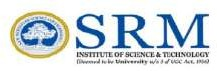 SRM
INSTITUTE OF SCIENCE & TECHNOLOGY
(Deemed to be University u/s 3 of UGC Act, 1956)